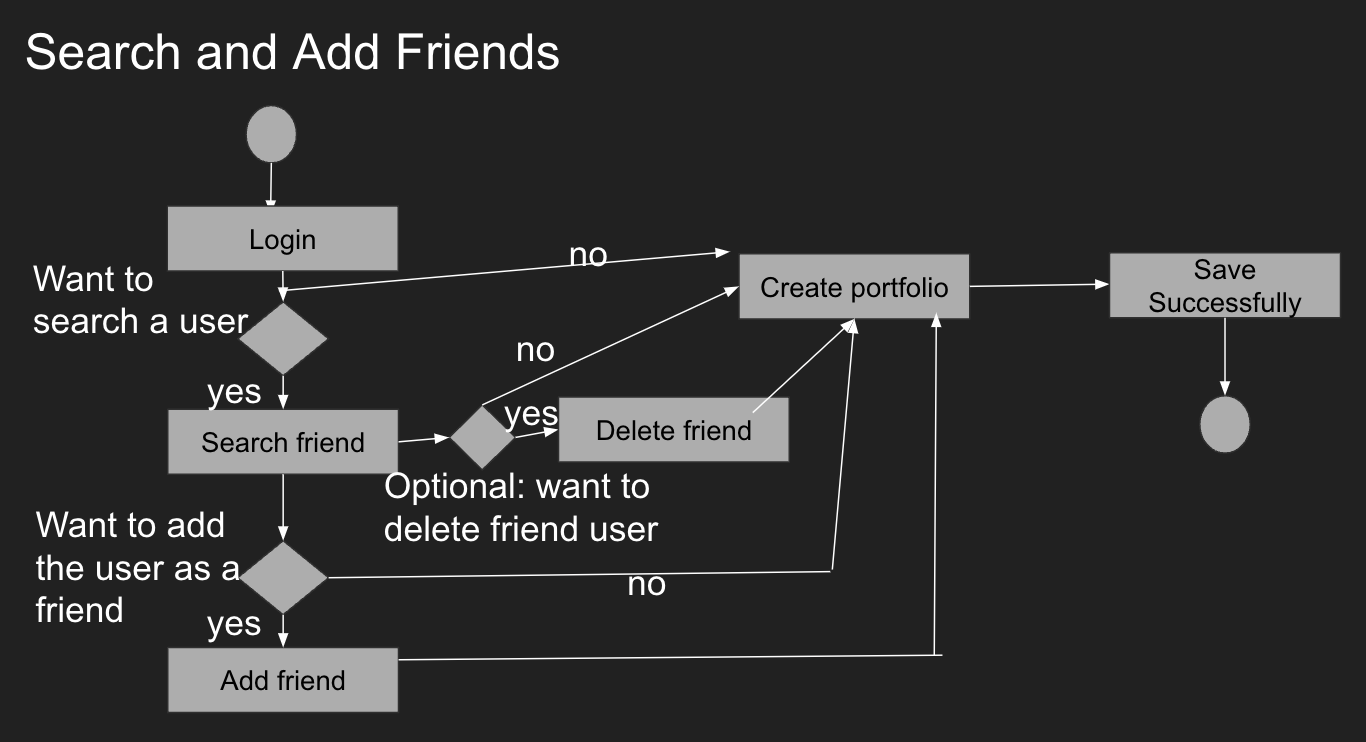 Search and Add Friends
Login
Want to
search a user
no
Create portfolio
Save
Successfully
no
yes
Search friend
yes
Delete friend
Optional: want to
delete friend user
Want to add
the user as a
friend
no
yes
Add friend